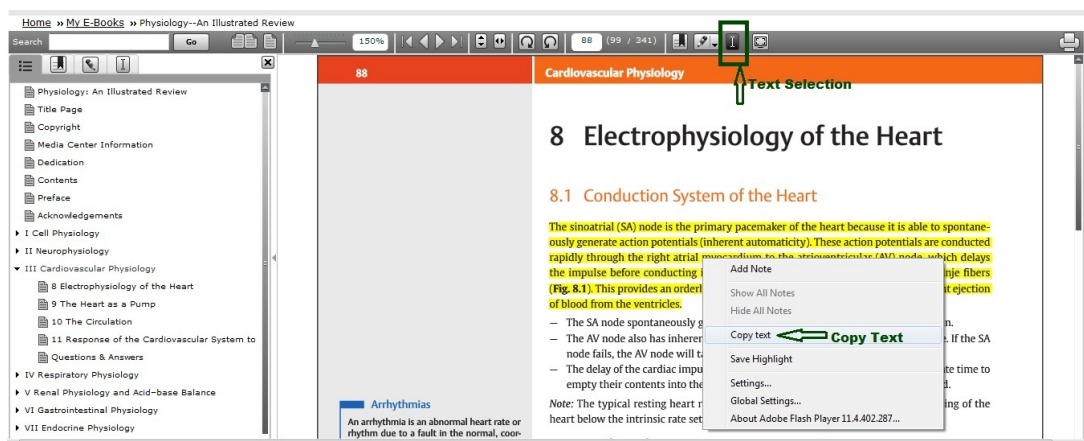 Home » My E-Books » Physiology--An Illustrated Review
Search Go 150% 88 (99 / 341)
Text Selection
Physiology: An Illustrated Review
Title Page
Copyright
Media Center Information
Dedication
Contents
Preface
Acknowledgements
I Cell Physiology
II Neurophysiology
III Cardiovascular Physiology
8 Electrophysiology of the Heart
9 The Heart as a Pump
10 The Circulation
11 Response of the Cardiovascular System to
Questions & Answers
IV Respiratory Physiology
V Renal Physiology and Acid-base Balance
VI Gastrointestinal Physiology
VII Endocrine Physiology
88 Cardiovascular Physiology
8 Electrophysiology of the Heart
8.1 Conduction System of the Heart
The sinoatrial (SA) node is the primary pacemaker of the heart because it is able to spontane-
ously generate action potentials (inherent automaticity). These action potentials are conducted
rapidly through the right atrial myocardium to the atrioventricular (AV) node, which delays
the impulse before conducting i nje fibers
(Fig. 8.1). This provides an orderl t ejection
of blood from the ventricles.
– The SA node spontaneously g n.
– The AV node also has inheren . If the SA
node fails, the AV node will t
– The delay of the cardiac impu te time to
empty their contents into the d.
Note: The typical resting heart r ing of the
heart below the intrinsic rate set
Arrhythmias
An arrhythmia is an abnormal heart rate or
rhythm due to a fault in the normal, coor-
Add Note
Show All Notes
Hide All Notes
Copy text Copy Text
Save Highlight
Settings...
Global Settings...
About Adobe Flash Player 11.4.402.287...